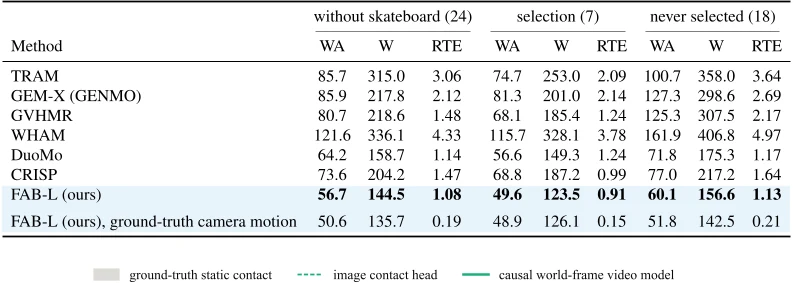 without skateboard (24) selection (7) never selected (18)
Method WA W RTE WA W RTE WA W RTE
TRAM 85.7 315.0 3.06 74.7 253.0 2.09 100.7 358.0 3.64
GEM-X (GENMO) 85.9 217.8 2.12 81.3 201.0 2.14 127.3 298.6 2.69
GVHMR 80.7 218.6 1.48 68.1 185.4 1.24 125.3 307.5 2.17
WHAM 121.6 336.1 4.33 115.7 328.1 3.78 161.9 406.8 4.97
DuoMo 64.2 158.7 1.14 56.6 149.3 1.24 71.8 175.3 1.17
CRISP 73.6 204.2 1.47 68.8 187.2 0.99 77.0 217.2 1.64
FAB-L (ours) 56.7 144.5 1.08 49.6 123.5 0.91 60.1 156.6 1.13
FAB-L (ours), ground-truth camera motion 50.6 135.7 0.19 48.9 126.1 0.15 51.8 142.5 0.21
ground-truth static contact image contact head causal world-frame video model